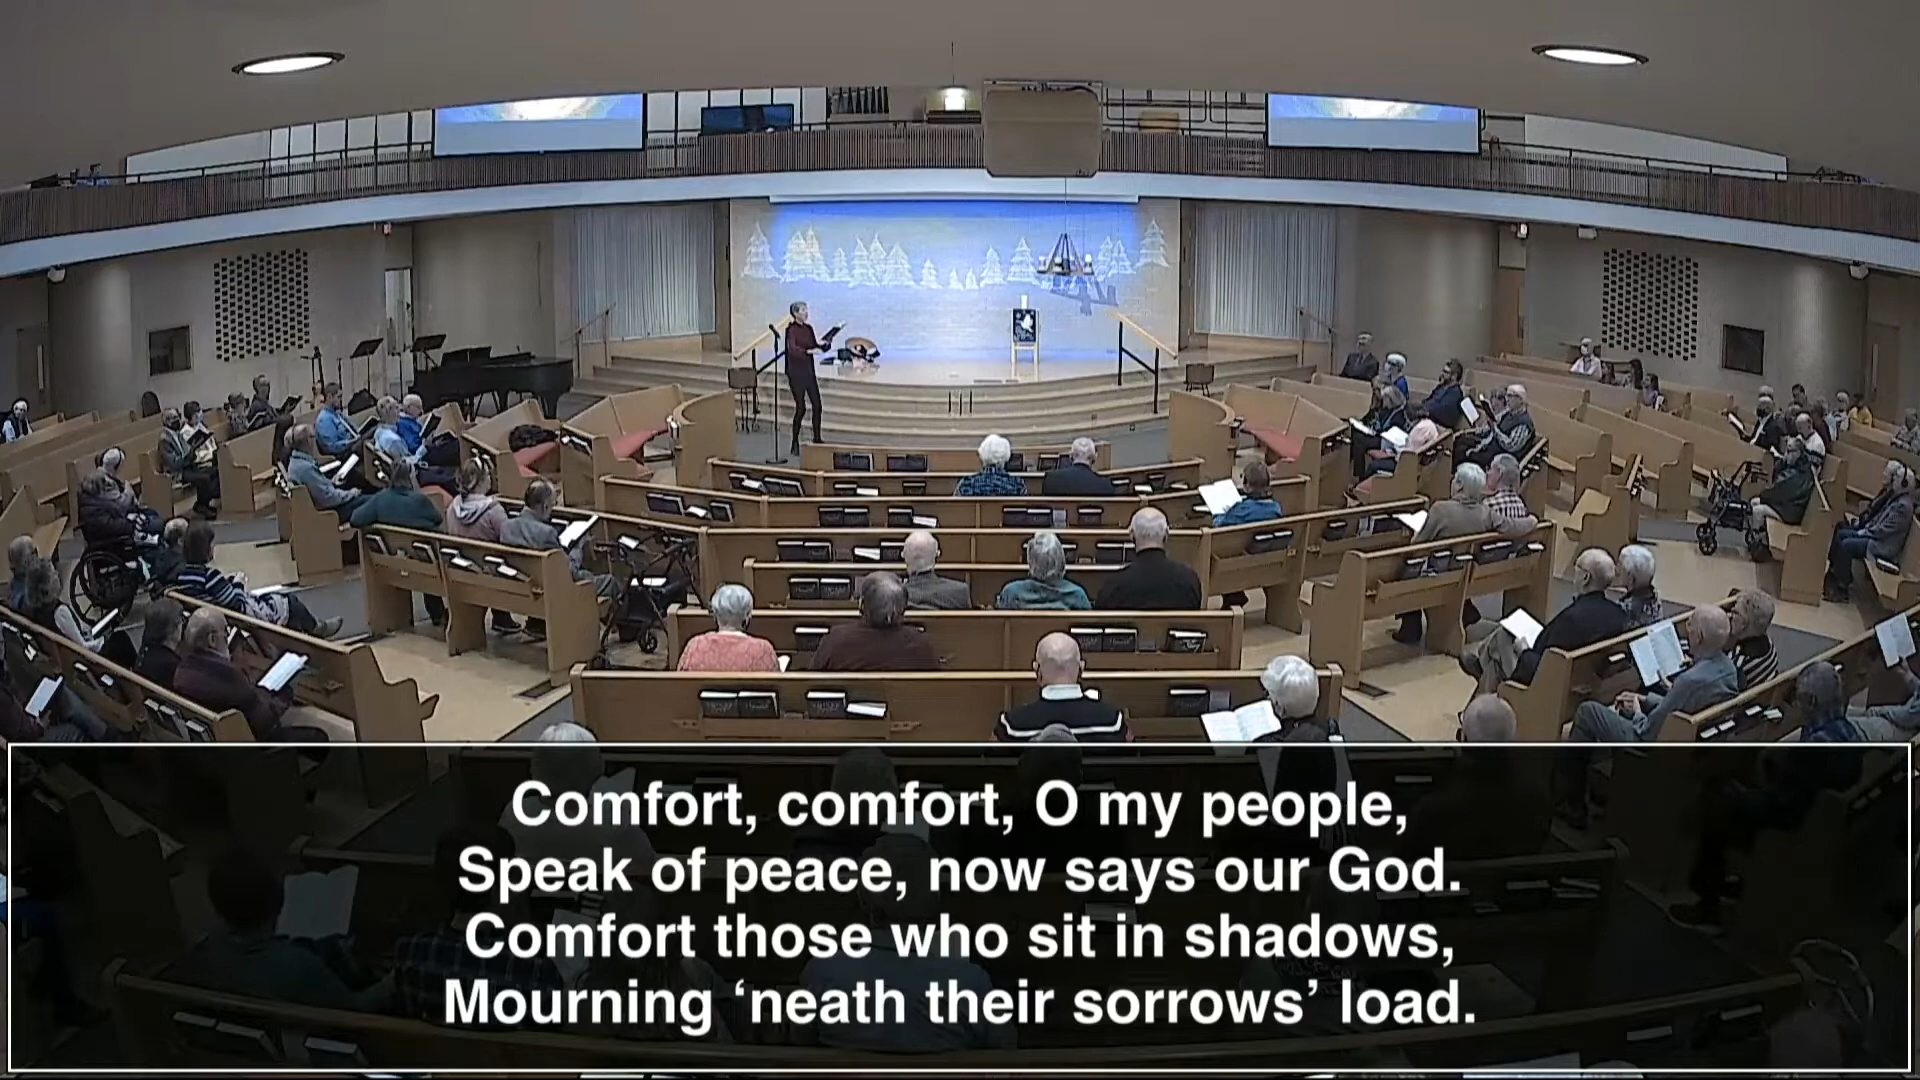 Comfort, comfort, O my people,
Speak of peace, now says our God.
Comfort those who sit in shadows,
Mourning ‘neath their sorrows’ load.